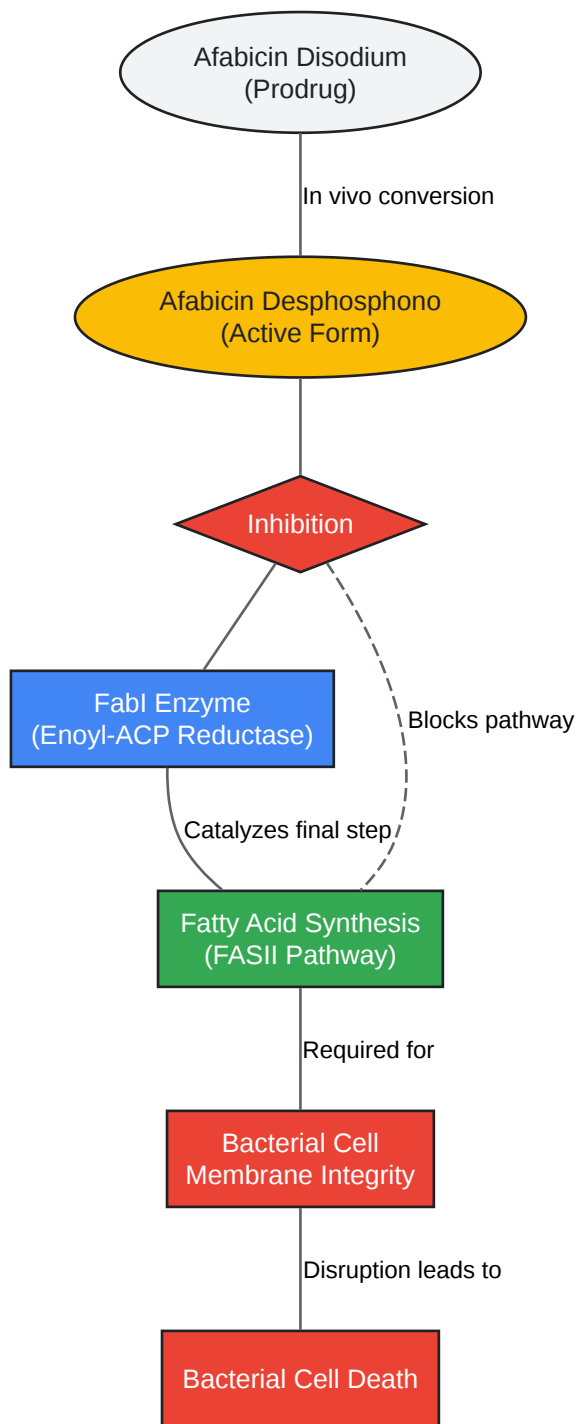 Afabicin Disodium
(Prodrug)
In vivo conversion
Afabicin Desphosphono
(Active Form)
Inhibition
FabI Enzyme
(Enoyl-ACP Reductase)
Blocks pathway
Catalyzes final step
Fatty Acid Synthesis
(FASII Pathway)
Required for
Bacterial Cell
Membrane Integrity
Disruption leads to
Bacterial Cell Death